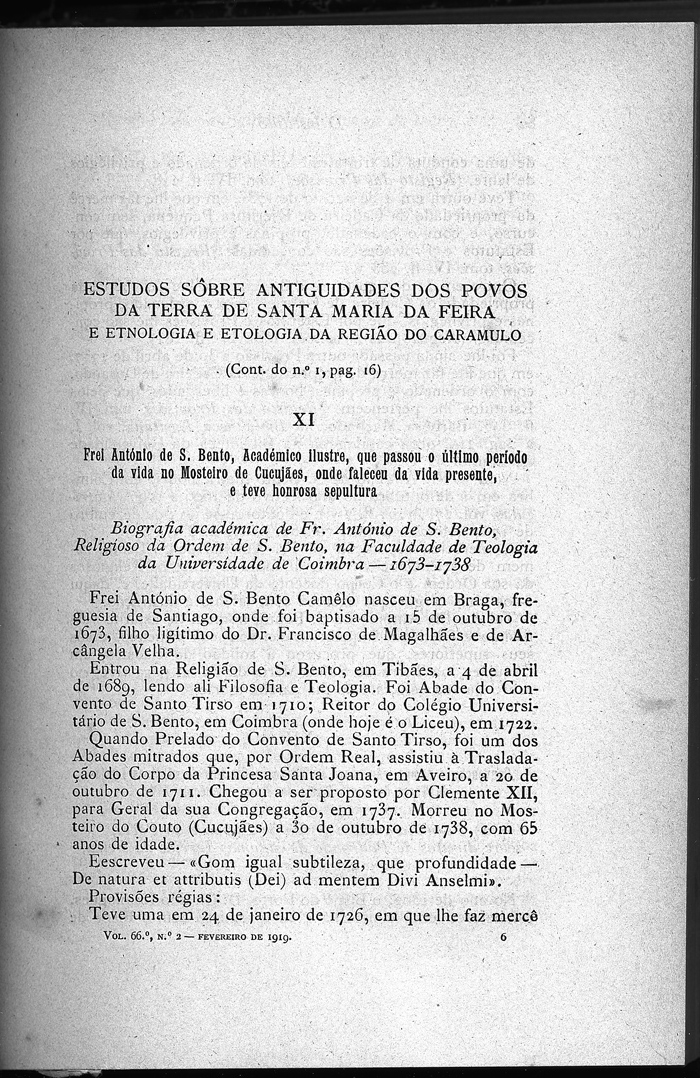 ESTUDOS SÔBRE ANTIGUIDADES DOS POVOS
DA TERRA DE SANTA MARIA DA FEIRA
E ETNOLOGIA E ETOLOGIA DA REGIÃO DO CARAMULO
(Cont. do n.º 1, pag. 16)
XI
Frei António de S. Bento, Académico ilustre, que passou o último período
da vida no Mosteiro de Cucujães, onde faleceu da vida presente,
e teve honrosa sepultura
Biografia académica de Fr. António de S. Bento,
Religioso da Ordem de S. Bento, na Faculdade de Teologia
da Universidade de Coimbra — 1673-1738
Frei António de S. Bento Camêlo nasceu em Braga, fre-
guesia de Santiago, onde foi baptisado a 15 de outubro de
1673, filho ligítimo do Dr. Francisco de Magalhães e de Ar-
cângela Velha.
Entrou na Religião de S. Bento, em Tibães, a 4 de abril
de 1689, lendo ali Filosofia e Teologia. Foi Abade do Con-
vento de Santo Tirso em 1710; Reitor do Colégio Universi-
tário de S. Bento, em Coimbra (onde hoje é o Liceu), em 1722.
Quando Prelado do Convento de Santo Tirso, foi um dos
Abades mitrados que, por Ordem Real, assistiu à Traslada-
ção do Corpo da Princesa Santa Joana, em Aveiro, a 20 de
outubro de 1711. Chegou a ser proposto por Clemente XII,
para Geral da sua Congregação, em 1737. Morreu no Mos-
teiro do Couto (Cucujães) a 30 de outubro de 1738, com 65
anos de idade.
Eescreveu — «Gom igual subtileza, que profundidade —
De natura et attributis (Dei) ad mentem Divi Anselmi».
Provisões régias:
Teve uma em 24 de janeiro de 1726, em que lhe faz mercê
VOL. 66.º, N.º 2 — FEVEREIRO DE 1919. 6